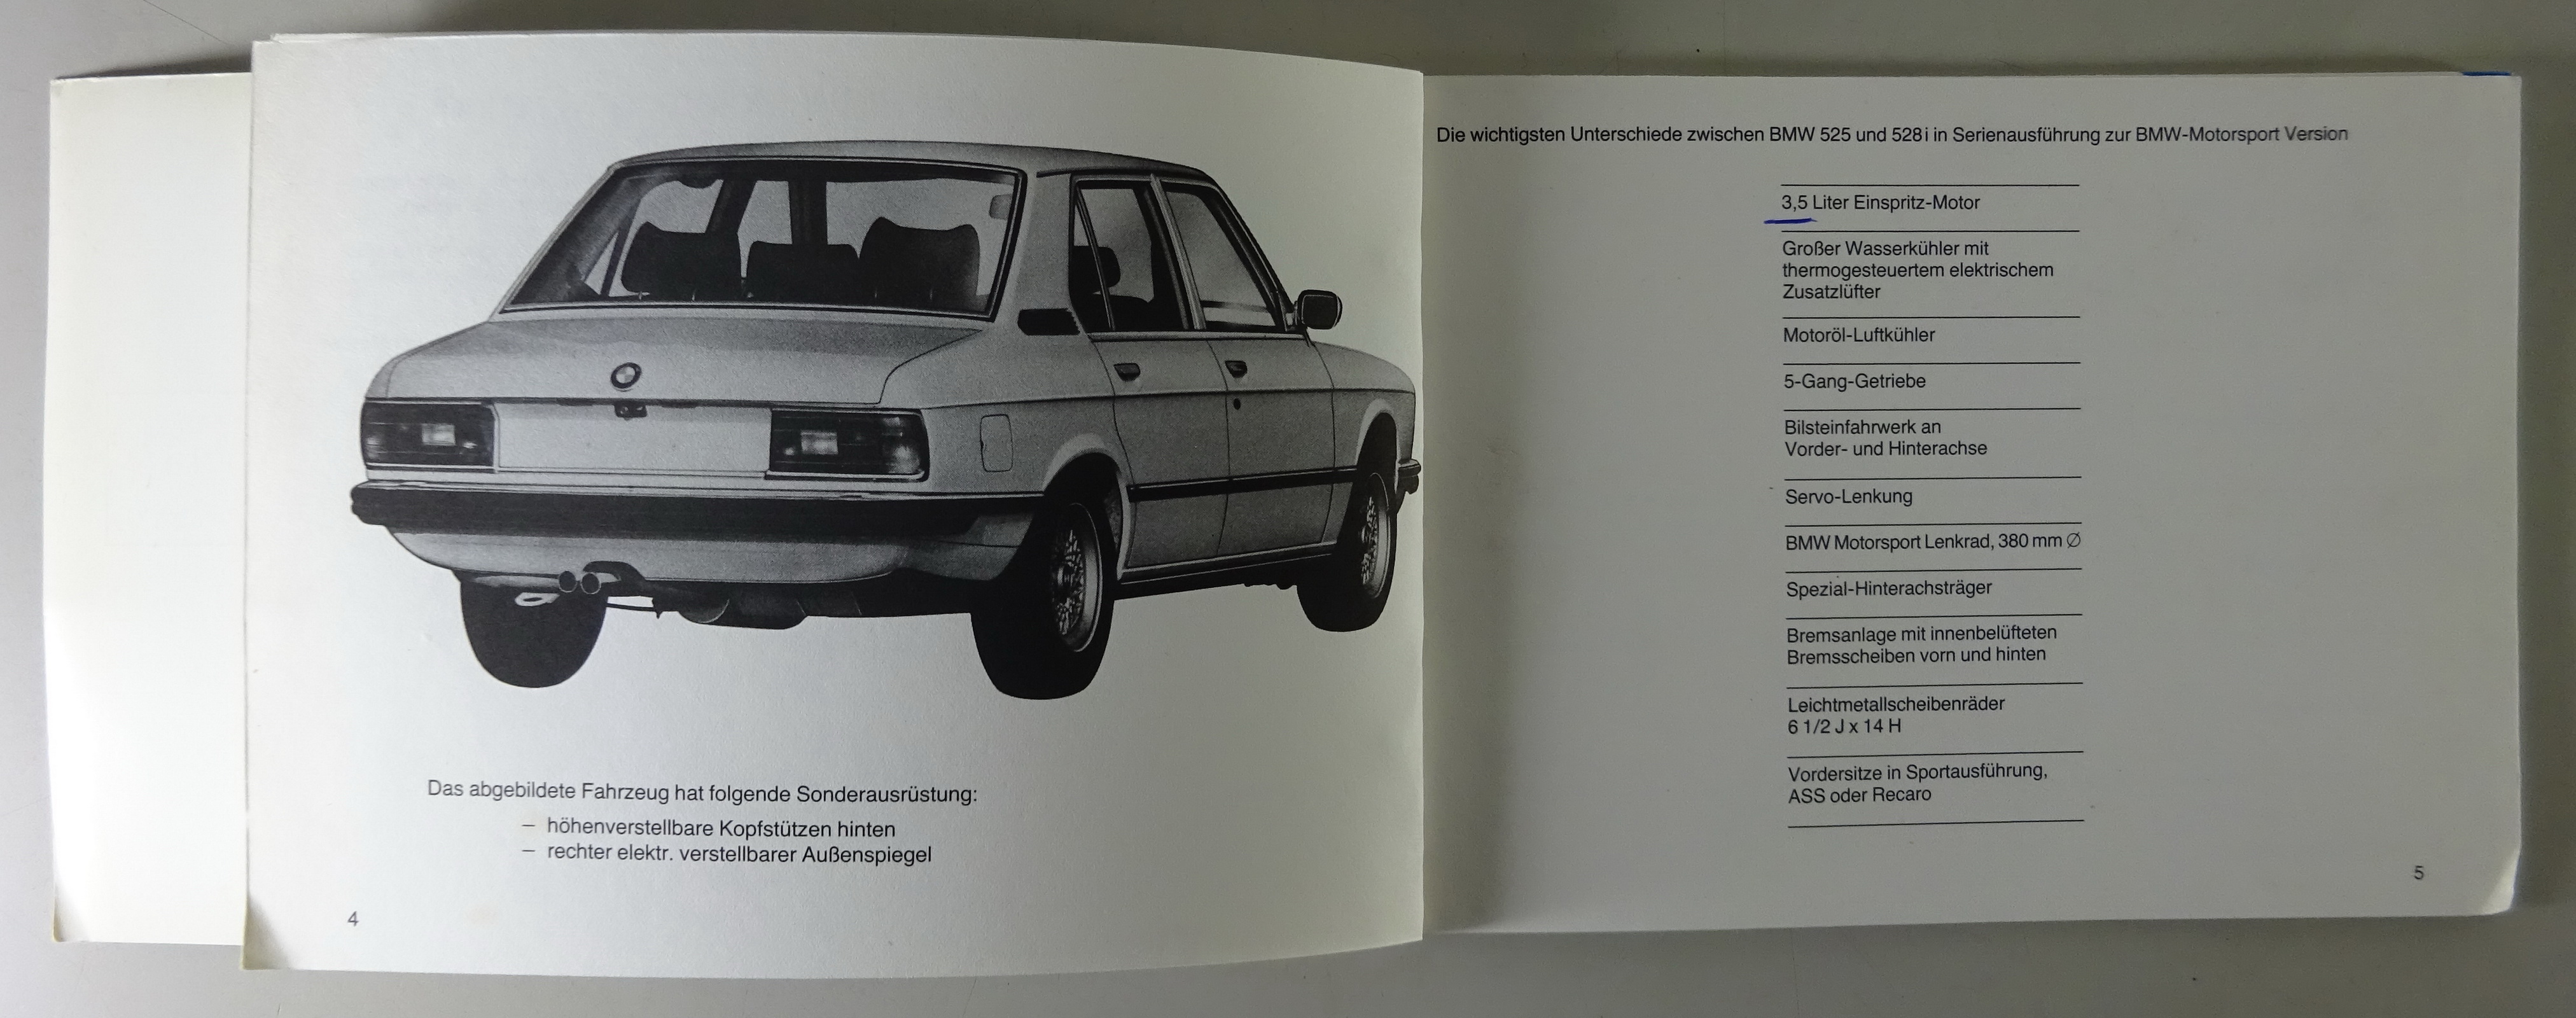 Das abgebildete Fahrzeug hat folgende Sonderausrüstung:
– höhenverstellbare Kopfstützen hinten
– rechter elektr. verstellbarer Außenspiegel
4
Die wichtigsten Unterschiede zwischen BMW 525 und 528i in Serienausführung zur BMW-Motorsport Version
3,5 Liter Einspritz-Motor
Großer Wasserkühler mit
thermogesteuertem elektrischem
Zusatzlüfter
Motoröl-Luftkühler
5-Gang-Getriebe
Bilsteinfahrwerk an
Vorder- und Hinterachse
Servo-Lenkung
BMW Motorsport Lenkrad, 380 mm ∅
Spezial-Hinterachsträger
Bremsanlage mit innenbelüfteten
Bremsscheiben vorn und hinten
Leichtmetallscheibenräder
6 1/2 J x 14 H
Vordersitze in Sportausführung,
ASS oder Recaro
5